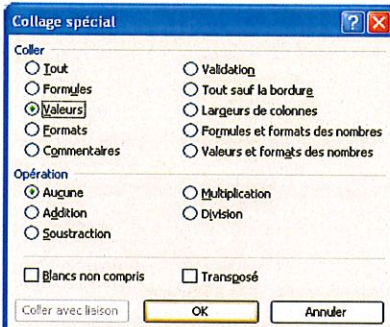 Collage spécial
Coller
Tout
Formules
Valeurs
Formats
Commentaires
Validation
Tout sauf la bordure
Largeurs de colonnes
Formules et formats des nombres
Valeurs et formats des nombres
Opération
Aucune
Addition
Soustraction
Multiplication
Division
Blancs non compris
Transposé
Coller avec liaison
OK
Annuler